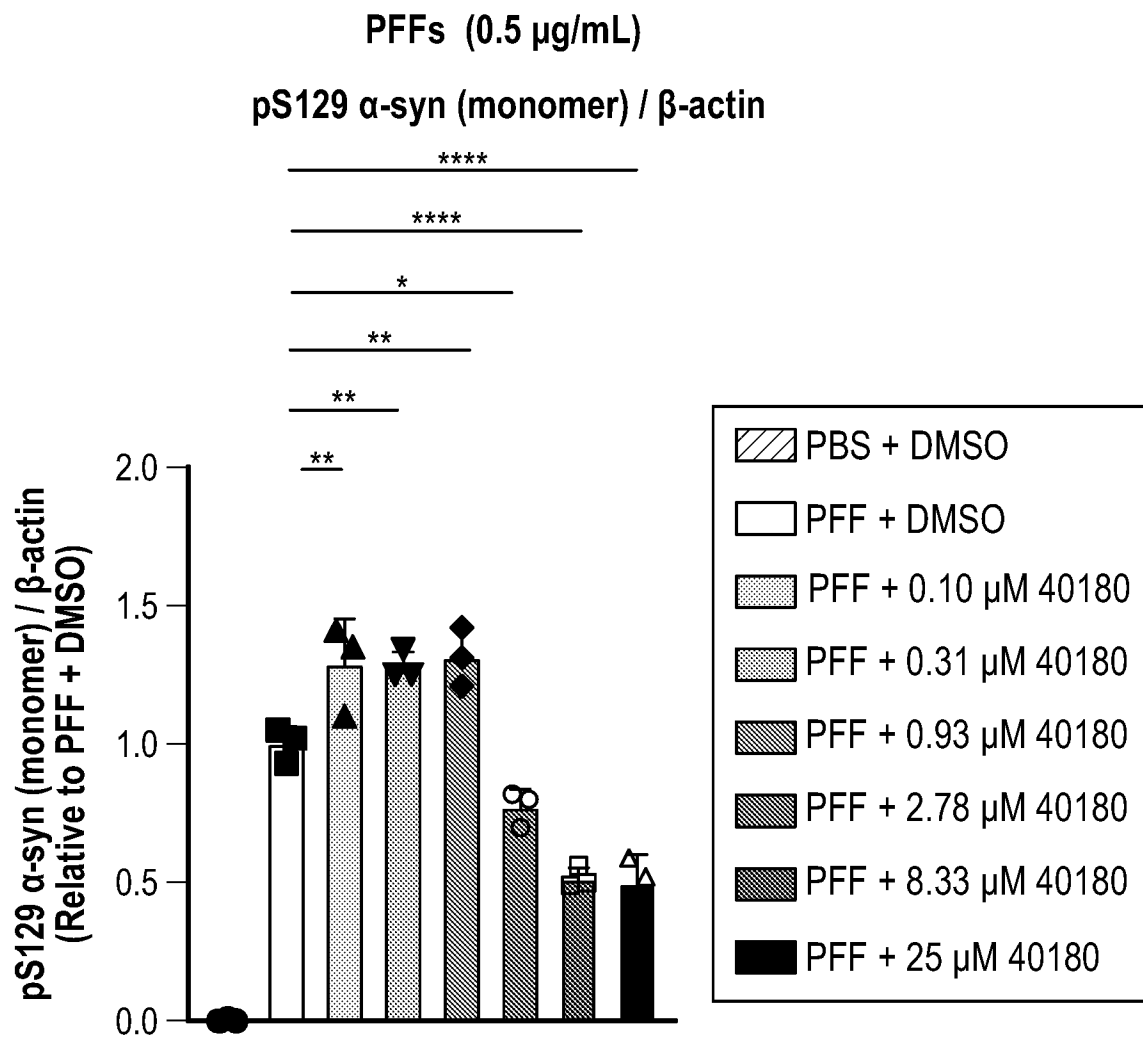 PFFs (0.5 µg/mL)
pS129 α-syn (monomer) / β-actin
****
****
*
**
**
**
2.0
1.5
1.0
0.5
0.0
pS129 α-syn (monomer) / β-actin
(Relative to PFF + DMSO)
PBS + DMSO
PFF + DMSO
PFF + 0.10 µM 40180
PFF + 0.31 µM 40180
PFF + 0.93 µM 40180
PFF + 2.78 µM 40180
PFF + 8.33 µM 40180
PFF + 25 µM 40180